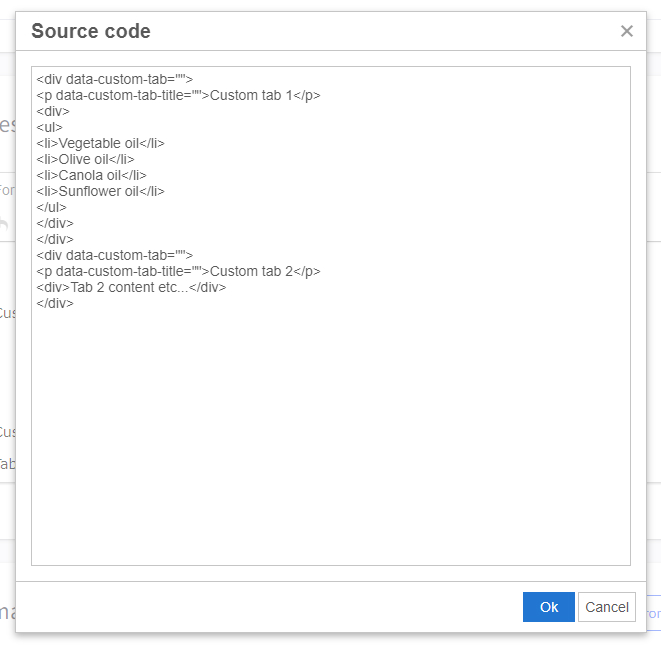 Source code
<div data-custom-tab="">
<p data-custom-tab-title="">Custom tab 1</p>
<div>
<ul>
<li>Vegetable oil</li>
<li>Olive oil</li>
<li>Canola oil</li>
<li>Sunflower oil</li>
</ul>
</div>
</div>
<div data-custom-tab="">
<p data-custom-tab-title="">Custom tab 2</p>
<div>Tab 2 content etc...</div>
</div>
Ok Cancel